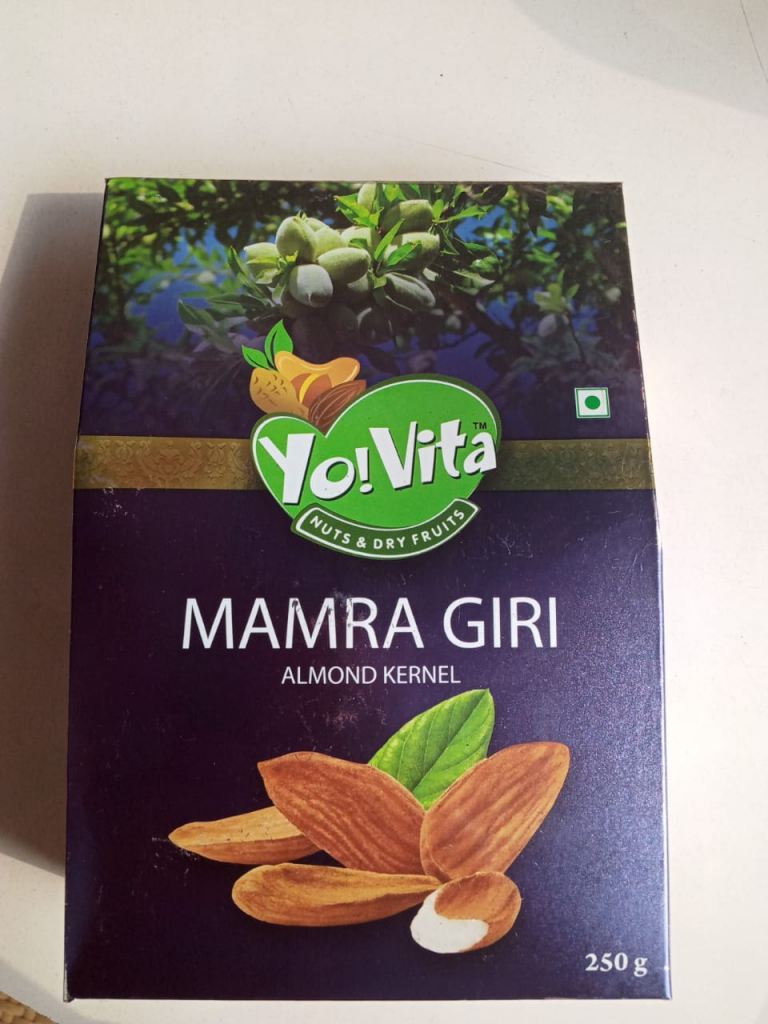 Yo! Vita™
NUTS & DRY FRUITS
MAMRA GIRI
ALMOND KERNEL
250 g